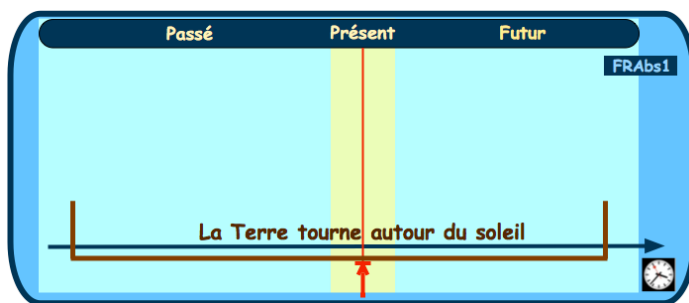 Passé Présent Futur
FRAbs1
La Terre tourne autour du soleil